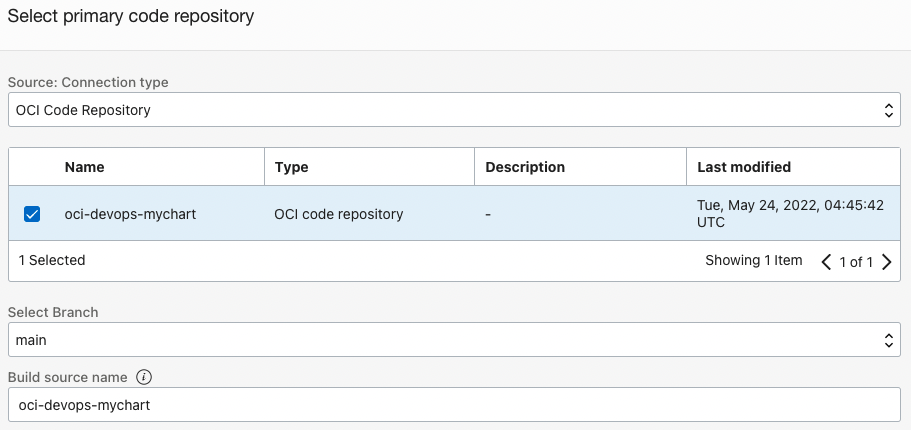 Select primary code repository
Source: Connection type
OCI Code Repository
Name Type Description Last modified
oci-devops-mychart OCI code repository - Tue, May 24, 2022, 04:45:42
UTC
1 Selected Showing 1 Item 1 of 1
Select Branch
main
Build source name i
oci-devops-mychart